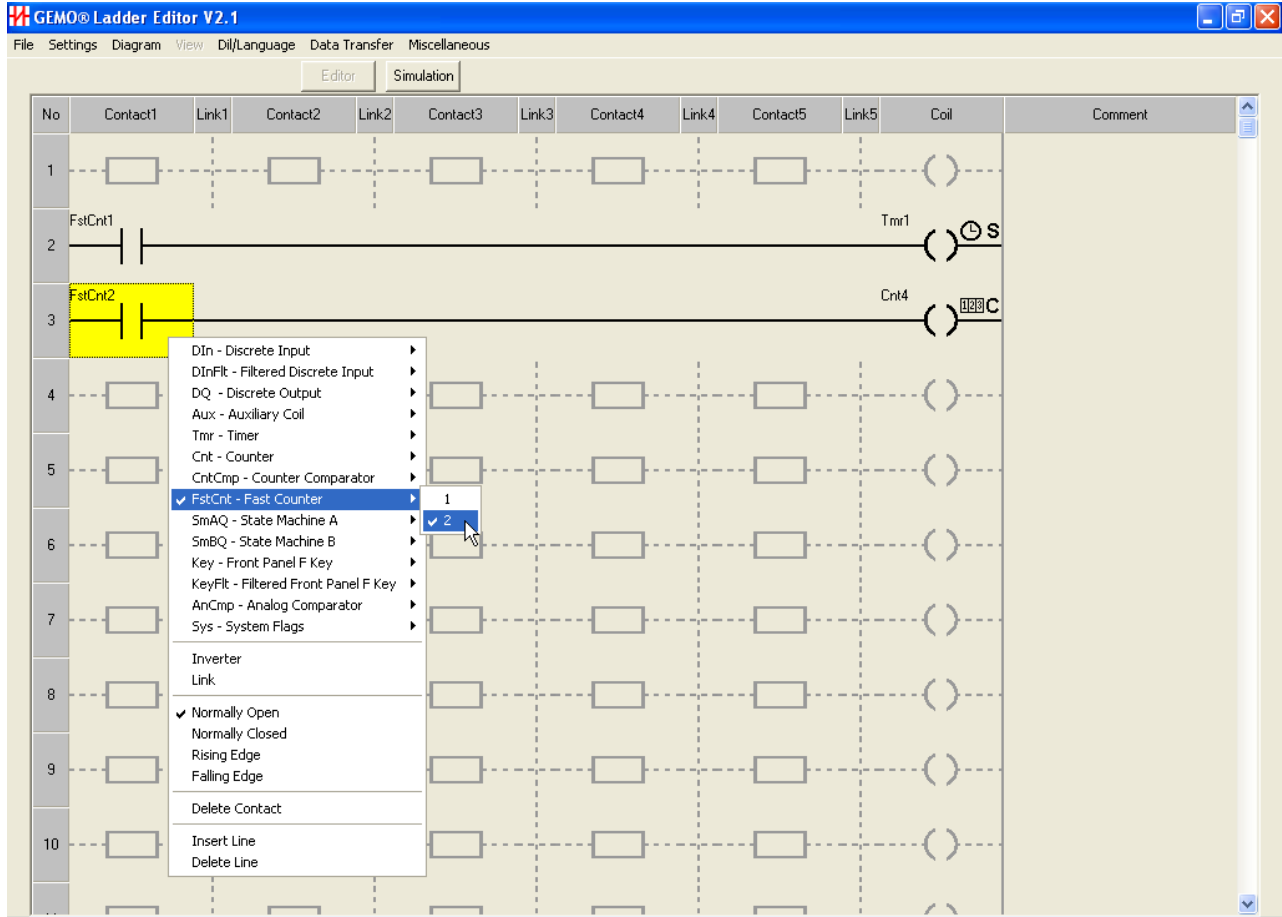 GEMO® Ladder Editor V2.1
File Settings Diagram View Dil/Language Data Transfer Miscellaneous
Editor Simulation
No Contact1 Link1 Contact2 Link2 Contact3 Link3 Contact4 Link4 Contact5 Link5 Coil Comment
1
FstCnt1 Tmr1
2 S
FstCnt2 Cnt4
123 C
3
DIn - Discrete Input
DInFlt - Filtered Discrete Input
4
DQ - Discrete Output
Aux - Auxiliary Coil
Tmr - Timer
Cnt - Counter
5
CntCmp - Counter Comparator
FstCnt - Fast Counter 1
SmAQ - State Machine A 2
SmBQ - State Machine B
6
Key - Front Panel F Key
KeyFlt - Filtered Front Panel F Key
AnCmp - Analog Comparator
7
Sys - System Flags
Inverter
Link
8
Normally Open
Normally Closed
Rising Edge
9
Falling Edge
Delete Contact
Insert Line
10
Delete Line